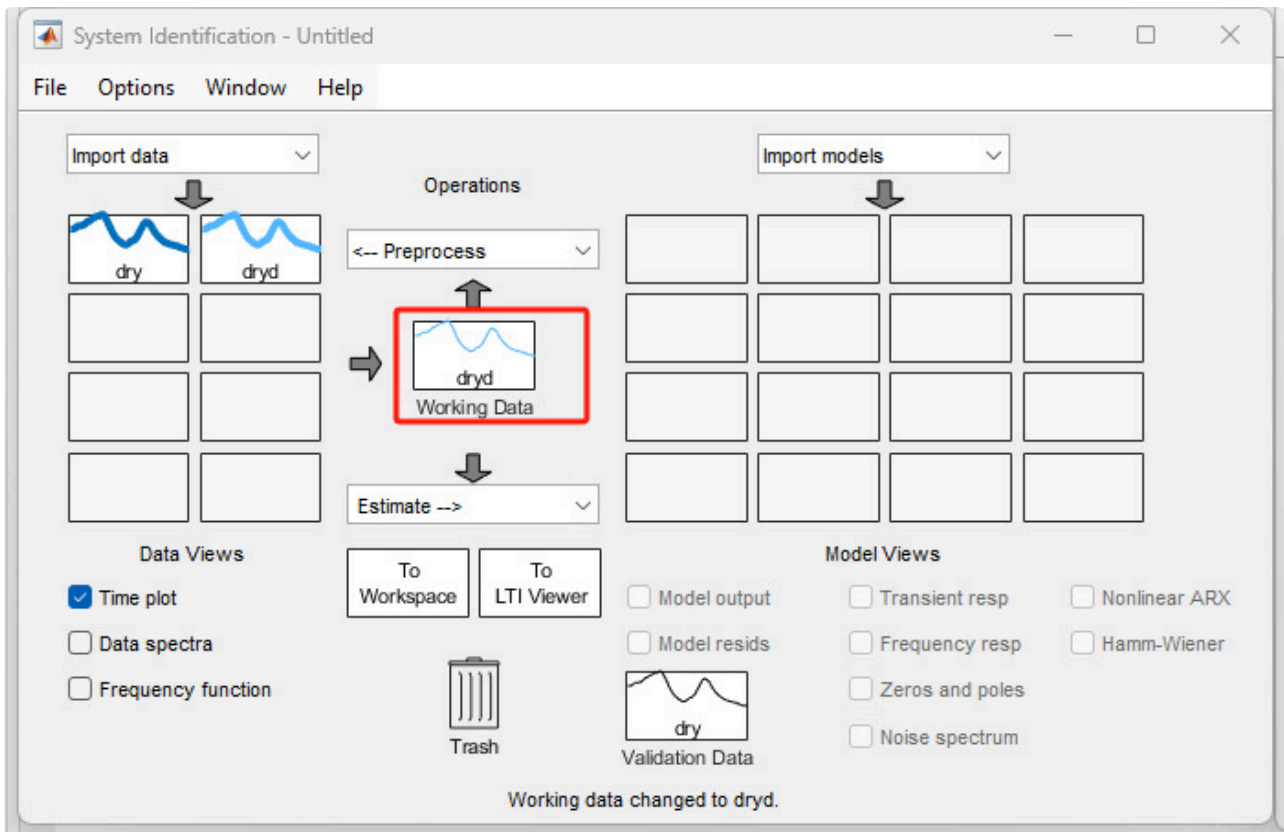 System Identification - Untitled
File Options Window Help
Import data
Import models
Operations
dry
dryd
<-- Preprocess
dryd
Working Data
Estimate -->
Data Views
Model Views
To
Workspace
To
LTI Viewer
Time plot
Data spectra
Frequency function
Model output
Transient resp
Nonlinear ARX
Model resids
Frequency resp
Hamm-Wiener
Zeros and poles
Noise spectrum
Trash
dry
Validation Data
Working data changed to dryd.